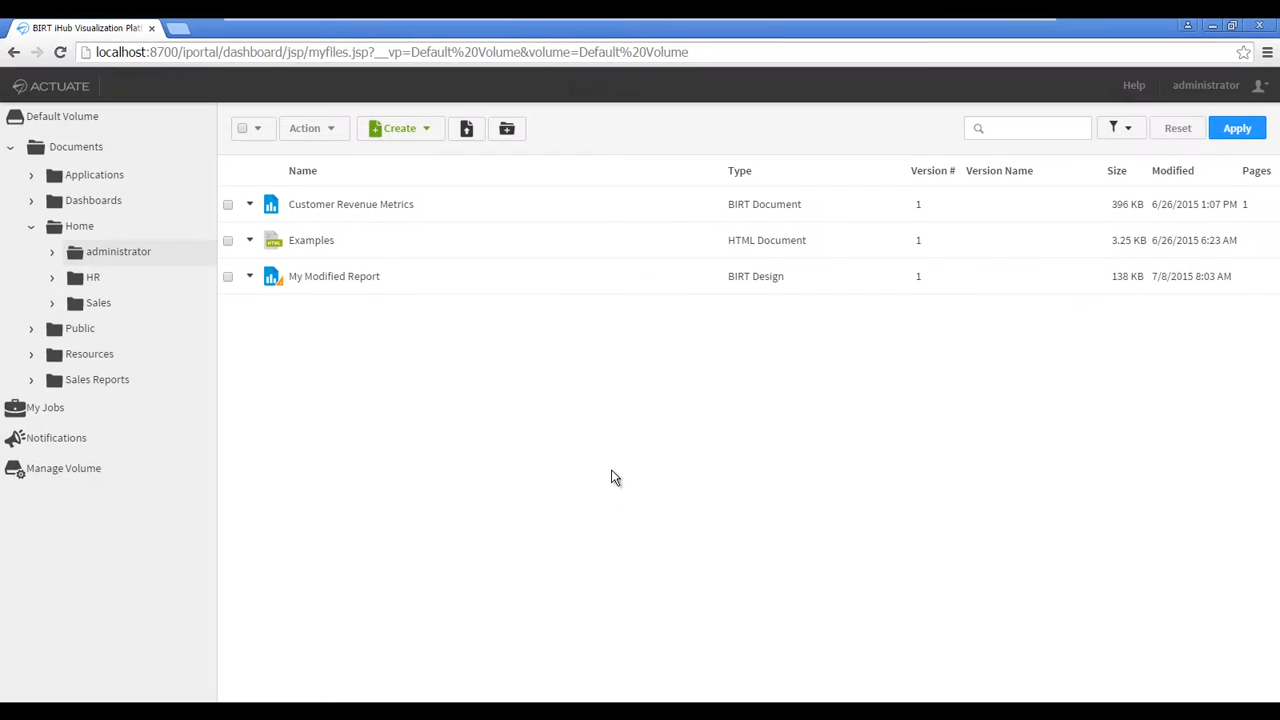 BIRT iHub Visualization Plat
localhost:8700/iportal/dashboard/jsp/myfiles.jsp?__vp=Default%20Volume&volume=Default%20Volume
ACTUATE
Help
administrator
Default Volume
Documents
Applications
Dashboards
Home
administrator
HR
Sales
Public
Resources
Sales Reports
My Jobs
Notifications
Manage Volume
Action
Create
Reset
Apply
Name Type Version # Version Name Size Modified Pages
Customer Revenue Metrics BIRT Document 1 396 KB 6/26/2015 1:07 PM 1
HTML
Examples HTML Document 1 3.25 KB 6/26/2015 6:23 AM
My Modified Report BIRT Design 1 138 KB 7/8/2015 8:03 AM